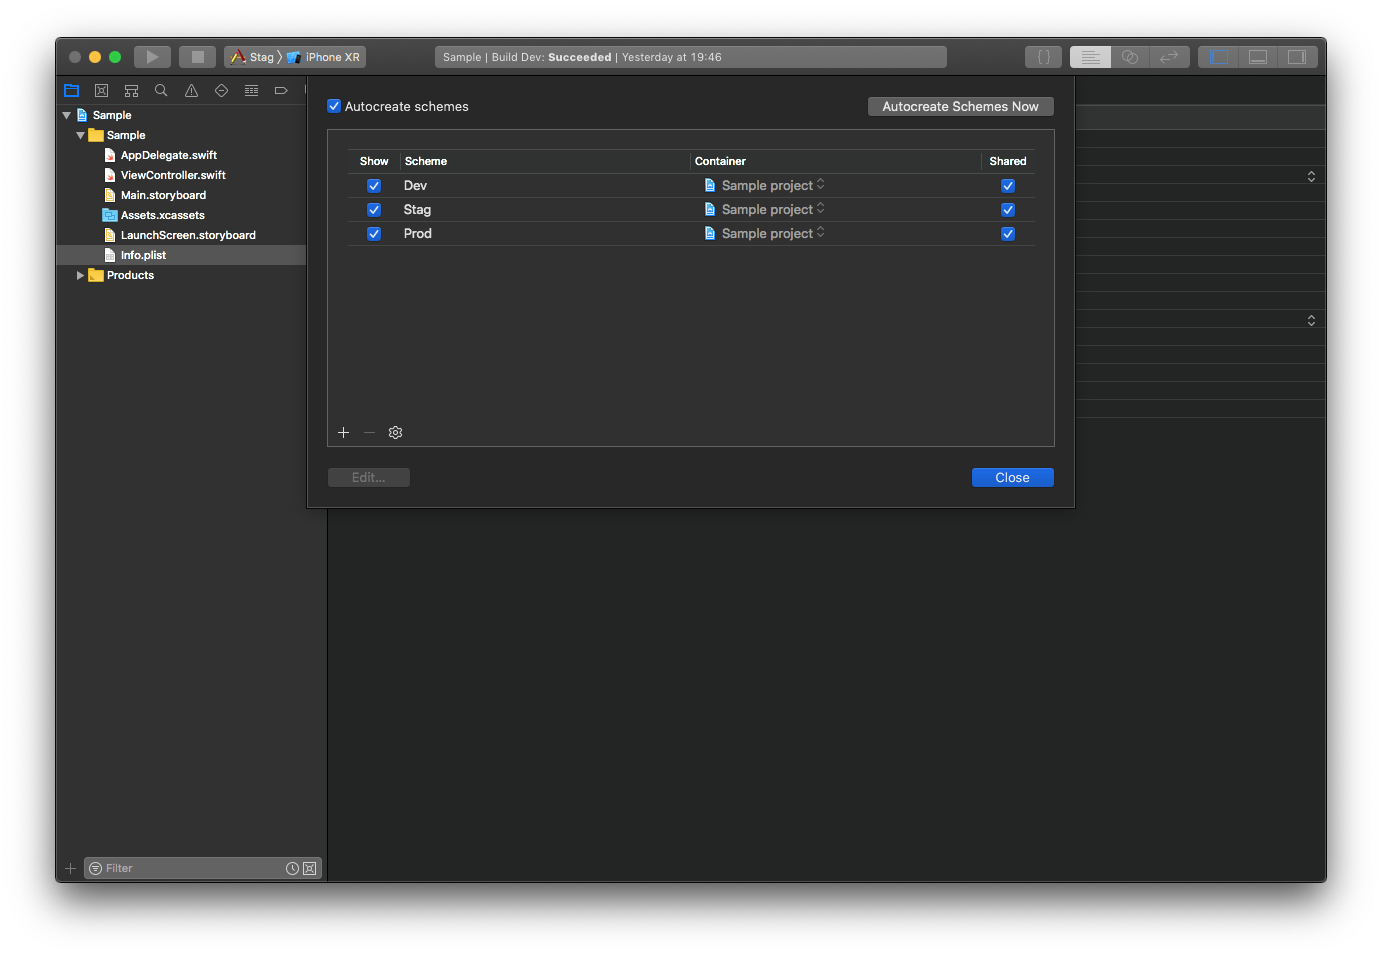 Stag 〉 iPhone XR
Sample | Build Dev: Succeeded | Yesterday at 19:46
{ }
Sample
Sample
AppDelegate.swift
ViewController.swift
Main.storyboard
Assets.xcassets
LaunchScreen.storyboard
Info.plist
Products
Filter
Autocreate schemes
Autocreate Schemes Now
Show Scheme Container Shared
Dev Sample project
Stag Sample project
Prod Sample project
Edit...
Close